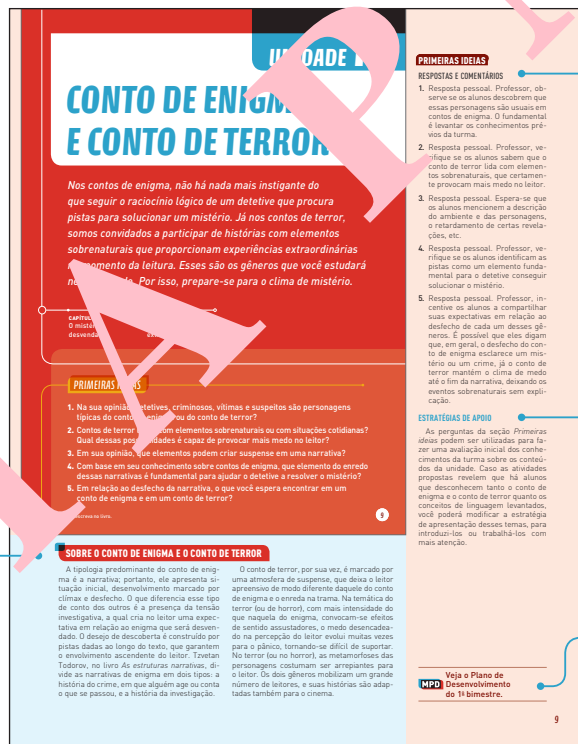 UNIDADE
CONTO DE ENIGMA
E CONTO DE TERROR
Nos contos de enigma, não há nada mais instigante do
que seguir o raciocínio lógico de um detetive que procura
pistas para solucionar um mistério. Já nos contos de terror,
somos convidados a participar de histórias com elementos
sobrenaturais que proporcionam experiências extraordinárias
momento da leitura. Esses são os gêneros que você estudará
Por isso, prepare-se para o clima de mistério.
CAPÍTULO
O mistério
desvendado
PRIMEIRAS IDEIAS
1. Na sua opinião, detetives, criminosos, vítimas e suspeitos são personagens
típicas do conto de enigma ou do conto de terror?
2. Contos de terror com elementos sobrenaturais ou com situações cotidianas?
Qual dessas possibilidades é capaz de provocar mais medo no leitor?
3. Em sua opinião, que elementos podem criar suspense em uma narrativa?
4. Com base em seu conhecimento sobre contos de enigma, que elemento do enredo
dessas narrativas é fundamental para ajudar o detetive a resolver o mistério?
5. Em relação ao desfecho da narrativa, o que você espera encontrar em um
conto de enigma e em um conto de terror?
escreva no livro.
9
SOBRE O CONTO DE ENIGMA E O CONTO DE TERROR
A tipologia predominante do conto de enig-
ma é a narrativa; portanto, ele apresenta si-
tuação inicial, desenvolvimento marcado por
clímax e desfecho. O que diferencia esse tipo
de conto dos outros é a presença da tensão
investigativa, a qual cria no leitor uma expec-
tativa em relação ao enigma que será desven-
dado. O desejo de descoberta é construído por
pistas dadas ao longo do texto, que garantem
o envolvimento ascendente do leitor. Tzvetan
Todorov, no livro As estruturas narrativas, di-
vide as narrativas de enigma em dois tipos: a
história do crime, em que alguém age ou conta
o que se passou, e a história da investigação.
O conto de terror, por sua vez, é marcado por
uma atmosfera de suspense, que deixa o leitor
apreensivo de modo diferente daquele do conto
de enigma e o enreda na trama. Na temática do
terror (ou de horror), com mais intensidade do
que naquela do enigma, convocam-se efeitos
de sentido assustadores, o medo desencadea-
do na percepção do leitor evolui muitas vezes
para o pânico, tornando-se difícil de suportar.
No terror (ou no horror), as metamorfoses das
personagens costumam ser arrepiantes para
o leitor. Os dois gêneros mobilizam um grande
número de leitores, e suas histórias são adap-
tadas também para o cinema.
PRIMEIRAS IDEIAS
RESPOSTAS E COMENTÁRIOS
1. Resposta pessoal. Professor, ob-
serve se os alunos descobrem que
essas personagens são usuais em
contos de enigma. O fundamental
é levantar os conhecimentos pré-
vios da turma.
2. Resposta pessoal. Professor, ve-
rifique se os alunos sabem que o
conto de terror lida com elemen-
tos sobrenaturais, que certamen-
te provocam mais medo no leitor.
3. Resposta pessoal. Espera-se que
os alunos mencionem a descrição
do ambiente e das personagens,
o retardamento de certas revela-
ções, etc.
4. Resposta pessoal. Professor, ve-
rifique se os alunos identificam as
pistas como um elemento funda-
mental para o detetive conseguir
solucionar o mistério.
5. Resposta pessoal. Professor, in-
centive os alunos a compartilhar
suas expectativas em relação ao
desfecho de cada um desses gê-
neros. É possível que eles digam
que, em geral, o desfecho do con-
to de enigma esclarece um mis-
tério ou um crime, já o conto de
terror mantém o clima de medo
até o fim da narrativa, deixando os
eventos sobrenaturais sem expli-
cação.
ESTRATÉGIAS DE APOIO
As perguntas da seção Primeiras
ideias podem ser utilizadas para fa-
zer uma avaliação inicial dos conhe-
cimentos da turma sobre os conteú-
dos da unidade. Caso as atividades
propostas revelem que há alunos
que desconhecem tanto o conto de
enigma e o conto de terror quanto os
conceitos de linguagem levantados,
você poderá modificar a estratégia
de apresentação desses temas, para
introduzi-los ou trabalhá-los com
mais atenção.
MPD Veja o Plano de
Desenvolvimento
do 1º bimestre.
9